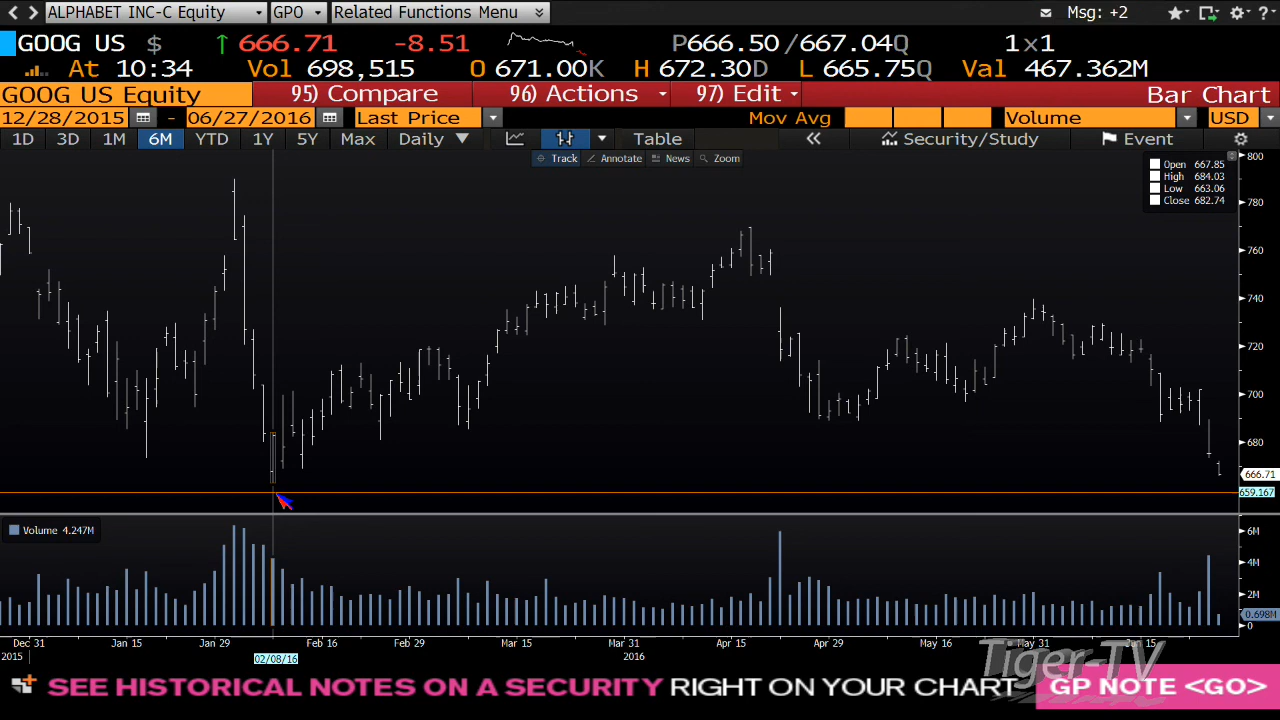 ALPHABET INC-C Equity GPO Related Functions Menu Msg: +2
GOOG US $ ↑ 666.71 -8.51 P666.50 /667.04Q 1x1
At 10:34 Vol 698,515 O 671.00K H 672.30D L 665.75Q Val 467.362M
GOOG US Equity 95) Compare 96) Actions 97) Edit Bar Chart
12/28/2015 - 06/27/2016 Last Price Mov Avg Volume USD
1D 3D 1M 6M YTD 1Y 5Y Max Daily Table Security/Study Event
Track Annotate News Zoom
Open 667.85
High 684.03
Low 663.06
Close 682.74
800
780
760
740
720
700
680
666.71
659.167
Volume 4.247M
6M
4M
2M
0.698M
0
Dec 31 Jan 15 Jan 29 Feb 16 Feb 29 Mar 15 Mar 31 Apr 15 Apr 29 May 16 May 31 Jun 15
2015 02/08/16 2016
Tiger-TV
SEE HISTORICAL NOTES ON A SECURITY RIGHT ON YOUR CHART GP NOTE <GO>